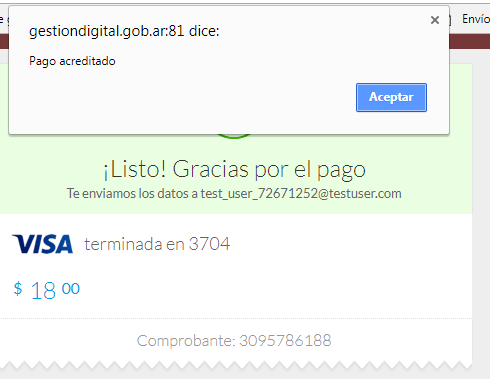 gestiondigital.gob.ar:81 dice:
Pago acreditado
Aceptar
Envío
¡Listo! Gracias por el pago
Te enviamos los datos a test_user_72671252@testuser.com
VISA terminada en 3704
$ 18 00
Comprobante: 3095786188